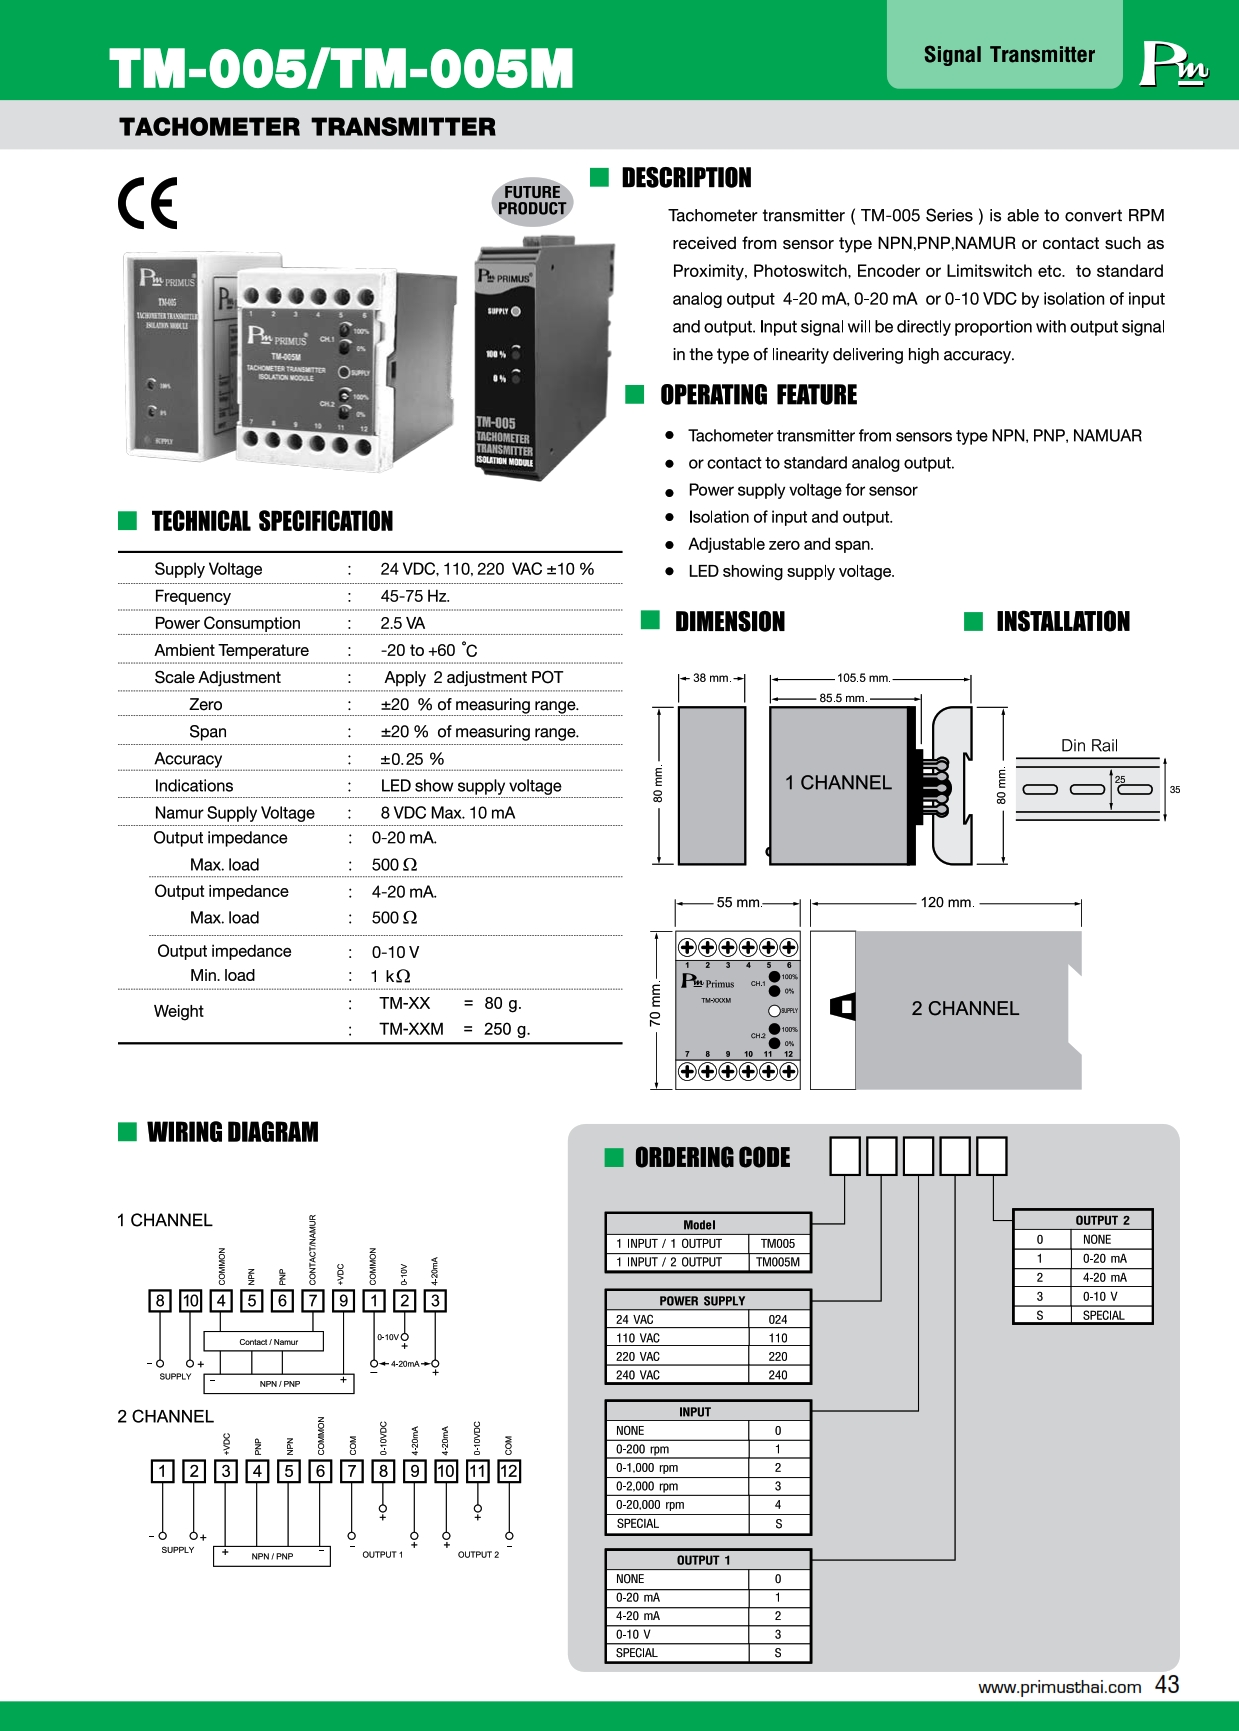 TM-005/TM-005M
Signal Transmitter
Pm
TACHOMETER TRANSMITTER
CE
FUTURE
PRODUCT
Pm PRIMUS
TM-005
TACHOMETER TRANSMITTER
ISOLATION MODULE
100%
0%
SUPPLY
1 2 3 4 5 6
Pm PRIMUS®
TM-005M
TACHOMETER TRANSMITTER
ISOLATION MODULE
CH.1
100%
0%
SUPPLY
CH.2
100%
0%
7 8 9 10 11 12
Pm PRIMUS®
SUPPLY
100 %
0 %
TM-005
TACHOMETER
TRANSMITTER
ISOLATION MODULE
DESCRIPTION
Tachometer transmitter ( TM-005 Series ) is able to convert RPM
received from sensor type NPN,PNP,NAMUR or contact such as
Proximity, Photoswitch, Encoder or Limitswitch etc. to standard
analog output 4-20 mA, 0-20 mA or 0-10 VDC by isolation of input
and output. Input signal will be directly proportion with output signal
in the type of linearity delivering high accuracy.
OPERATING FEATURE
● Tachometer transmitter from sensors type NPN, PNP, NAMUAR
● or contact to standard analog output.
● Power supply voltage for sensor
● Isolation of input and output.
● Adjustable zero and span.
● LED showing supply voltage.
TECHNICAL SPECIFICATION
Supply Voltage : 24 VDC, 110, 220 VAC ±10 %
Frequency : 45-75 Hz.
Power Consumption : 2.5 VA
Ambient Temperature : -20 to +60 °C
Scale Adjustment : Apply 2 adjustment POT
Zero : ±20 % of measuring range.
Span : ±20 % of measuring range.
Accuracy : ±0.25 %
Indications : LED show supply voltage
Namur Supply Voltage : 8 VDC Max. 10 mA
Output impedance : 0-20 mA.
Max. load : 500 Ω
Output impedance : 4-20 mA.
Max. load : 500 Ω
Output impedance : 0-10 V
Min. load : 1 kΩ
Weight : TM-XX = 80 g.
: TM-XXM = 250 g.
DIMENSION
INSTALLATION
38 mm.
105.5 mm.
85.5 mm.
80 mm.
1 CHANNEL
80 mm.
Din Rail
25
35
55 mm.
120 mm.
70 mm.
1 2 3 4 5 6
Pm Primus
TM-XXXM
CH.1
100%
0%
SUPPLY
CH.2
100%
0%
7 8 9 10 11 12
2 CHANNEL
WIRING DIAGRAM
1 CHANNEL
COMMON
NPN
PNP
CONTACT/NAMUR
+VDC
COMMON
0-10V
4-20mA
8 10 4 5 6 7 9 1 2 3
Contact / Namur
0-10V
+
4-20mA
- +
SUPPLY
- NPN / PNP +
- +
2 CHANNEL
+VDC
PNP
NPN
COMMON
COM
0-10VDC
4-20mA
4-20mA
0-10VDC
COM
1 2 3 4 5 6 7 8 9 10 11 12
+ +
- +
SUPPLY
+ NPN / PNP -
- + + -
OUTPUT 1
OUTPUT 2
ORDERING CODE
Model
1 INPUT / 1 OUTPUT TM005
1 INPUT / 2 OUTPUT TM005M
POWER SUPPLY
24 VAC 024
110 VAC 110
220 VAC 220
240 VAC 240
INPUT
NONE 0
0-200 rpm 1
0-1,000 rpm 2
0-2,000 rpm 3
0-20,000 rpm 4
SPECIAL S
OUTPUT 1
NONE 0
0-20 mA 1
4-20 mA 2
0-10 V 3
SPECIAL S
OUTPUT 2
0 NONE
1 0-20 mA
2 4-20 mA
3 0-10 V
S SPECIAL
www.primusthai.com 43